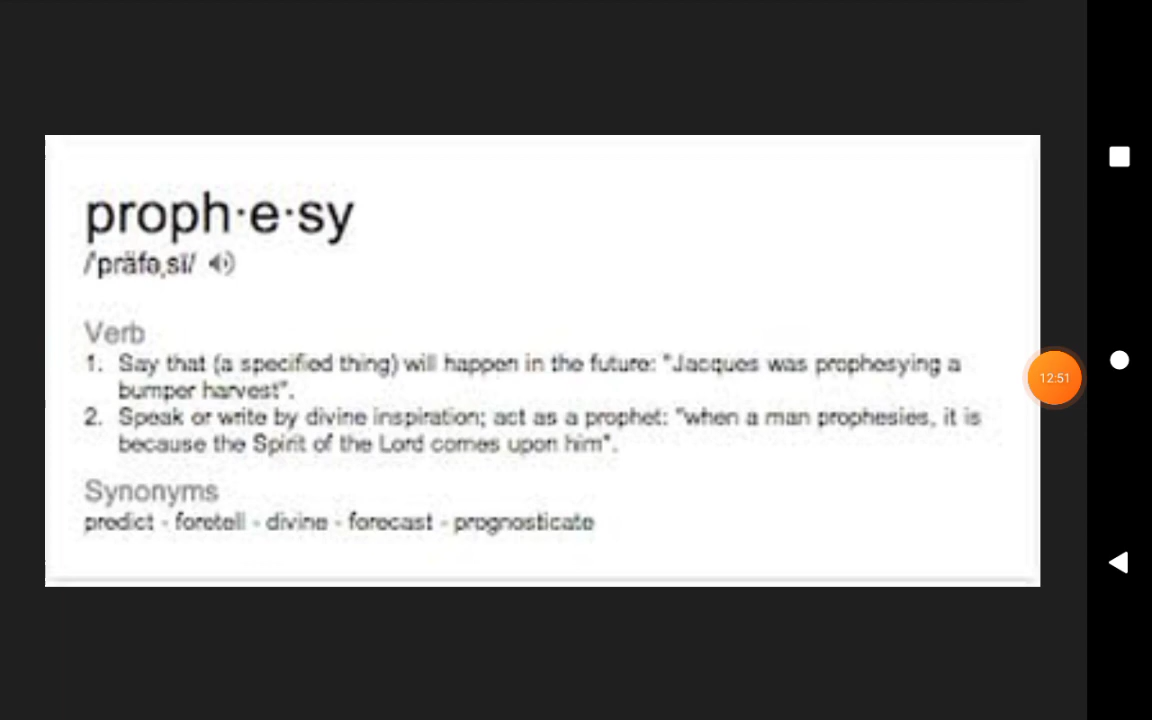 proph·e·sy
/ˈpräfəˌsī/
Verb
1. Say that (a specified thing) will happen in the future: "Jacques was prophesying a
bumper harvest".
2. Speak or write by divine inspiration; act as a prophet: "when a man prophesies, it is
because the Spirit of the Lord comes upon him".
Synonyms
predict - foretell - divine - forecast - prognosticate
12:51